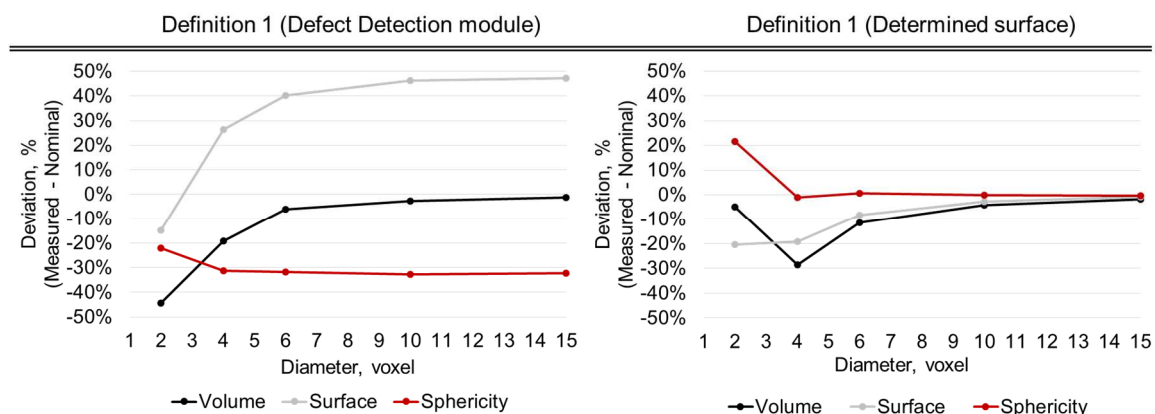 Definition 1 (Defect Detection module)
Deviation, %
(Measured - Nominal)
50%
40%
30%
20%
10%
0%
-10%
-20%
-30%
-40%
-50%
1 2 3 4 5 6 7 8 9 10 11 12 13 14 15
Diameter, voxel
Volume Surface Sphericity
Definition 1 (Determined surface)
Deviation, %
(Measured - Nominal)
50%
40%
30%
20%
10%
0%
-10%
-20%
-30%
-40%
-50%
1 2 3 4 5 6 7 8 9 10 11 12 13 14 15
Diameter, voxel
Volume Surface Sphericity